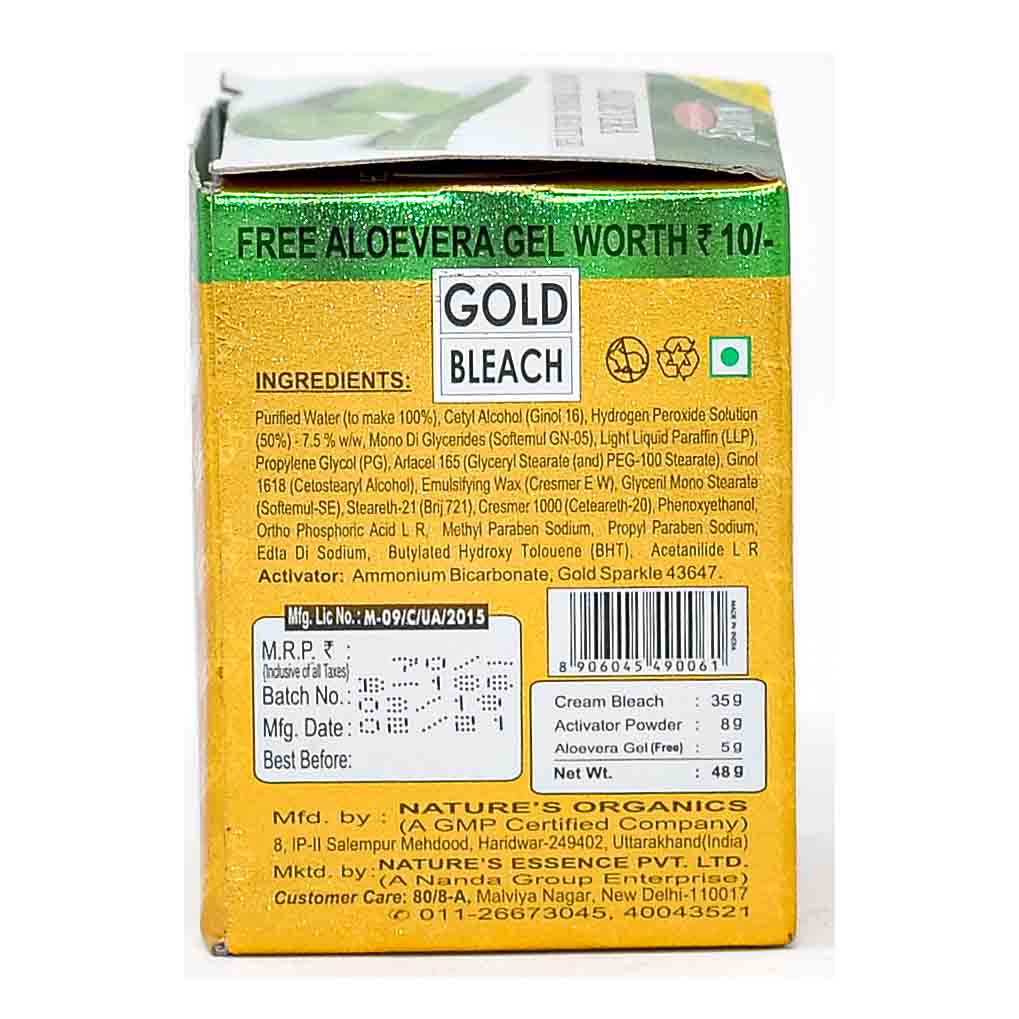 FREE ALOEVERA GEL WORTH ₹ 10/-
GOLD
BLEACH
INGREDIENTS:
Purified Water (to make 100%), Cetyl Alcohol (Ginol 16), Hydrogen Peroxide Solution
(50%) - 7.5 % w/w, Mono Di Glycerides (Softemul GN-05), Light Liquid Paraffin (LLP),
Propylene Glycol (PG), Arlacel 165 (Glyceryl Stearate (and) PEG-100 Stearate), Ginol
1618 (Cetostearyl Alcohol), Emulsifying Wax (Cresmer E W), Glyceril Mono Stearate
(Softemul-SE), Steareth-21 (Brij 721), Cresmer 1000 (Ceteareth-20), Phenoxyethanol,
Ortho Phosphoric Acid L R, Methyl Paraben Sodium, Propyl Paraben Sodium,
Edta Di Sodium, Butylated Hydroxy Tolouene (BHT), Acetanilide L R
Activator: Ammonium Bicarbonate, Gold Sparkle 43647.
Mfg. Lic No.: M-09/C/UA/2015
M.R.P. ₹ :
(Inclusive of all Taxes)
Batch No. :
Mfg. Date :
Best Before:
MADE IN INDIA
8 906045 490061
Cream Bleach : 35 g
Activator Powder : 8 g
Aloevera Gel (Free) : 5 g
Net Wt. : 48 g
Mfd. by : NATURE'S ORGANICS
(A GMP Certified Company)
8, IP-II Salempur Mehdood, Haridwar-249402, Uttarakhand(India)
Mktd. by: NATURE'S ESSENCE PVT. LTD.
(A Nanda Group Enterprise)
Customer Care: 80/8-A, Malviya Nagar, New Delhi-110017
✆ 011-26673045, 40043521